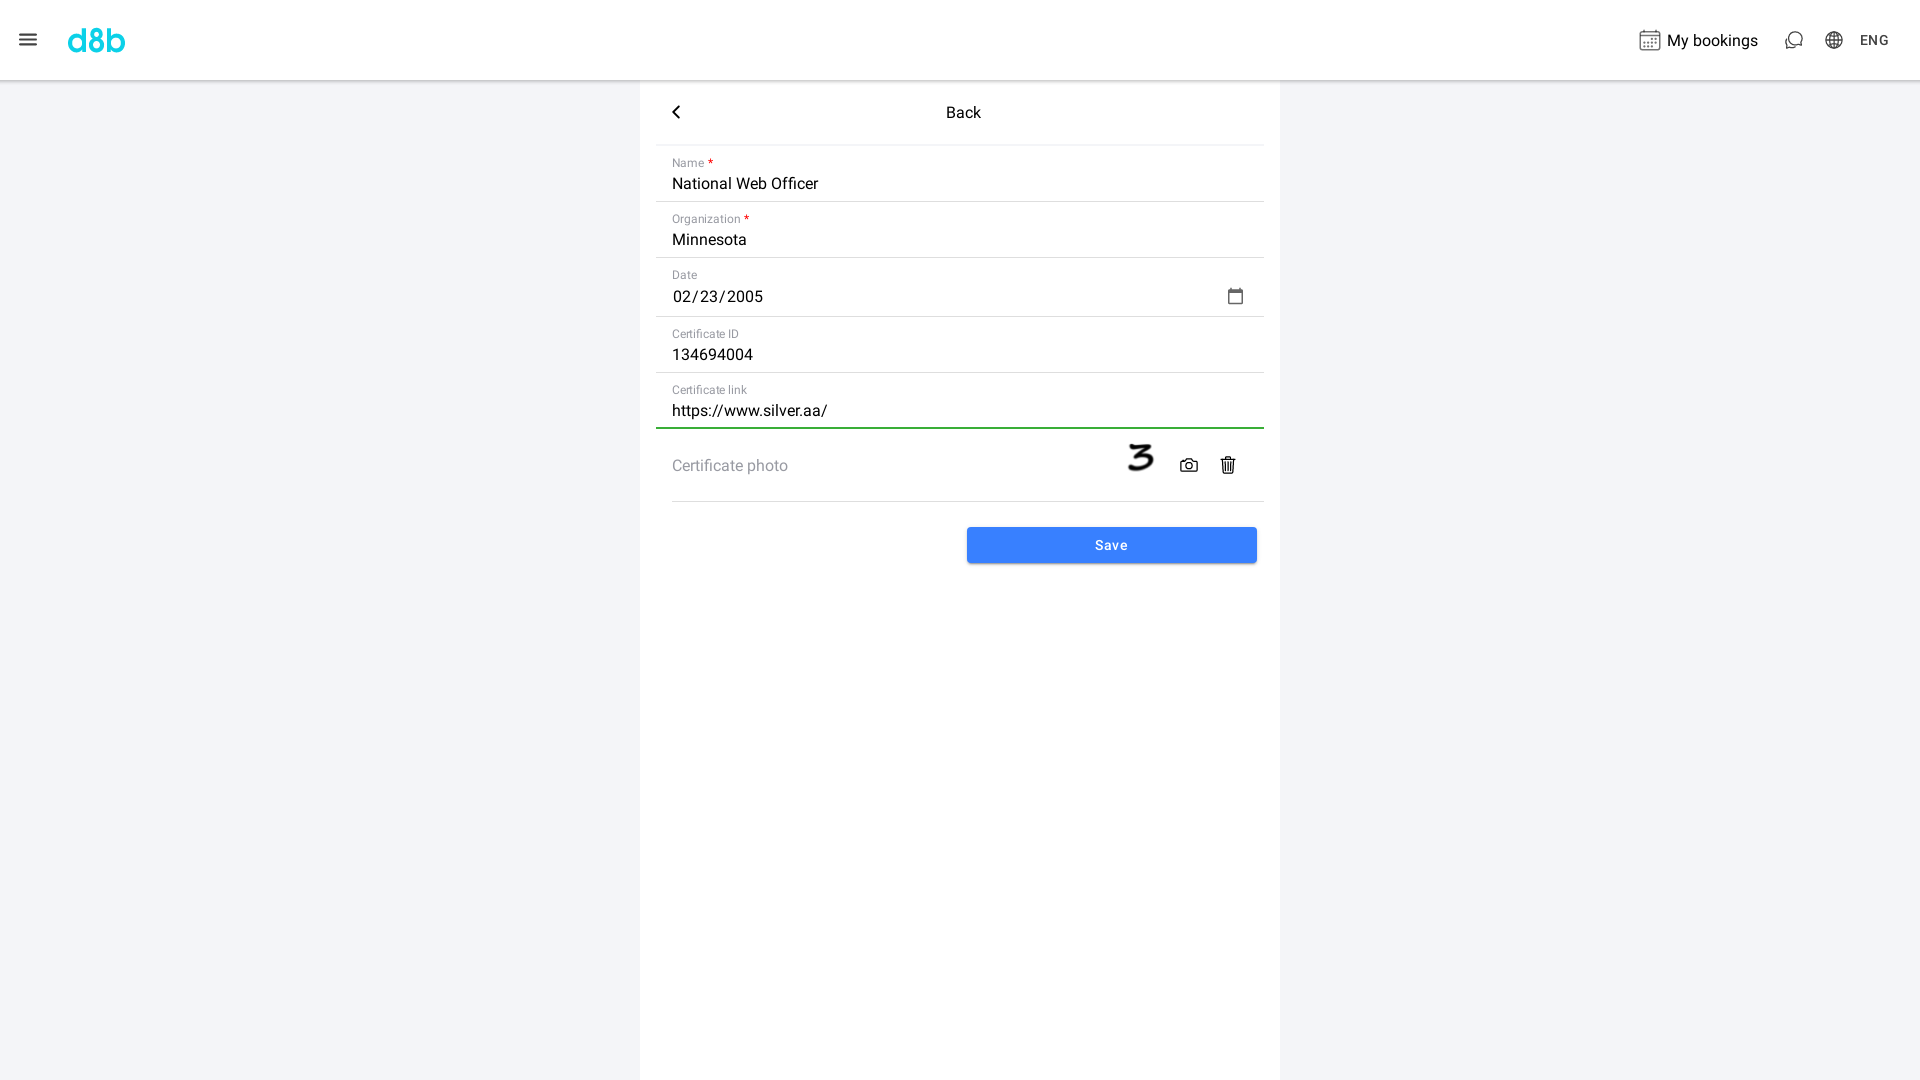 d8b
My bookings
ENG
Back
Name *
National Web Officer
Organization *
Minnesota
Date
02/23/2005
Certificate ID
134694004
Certificate link
https://www.silver.aa/
Certificate photo
3
Save